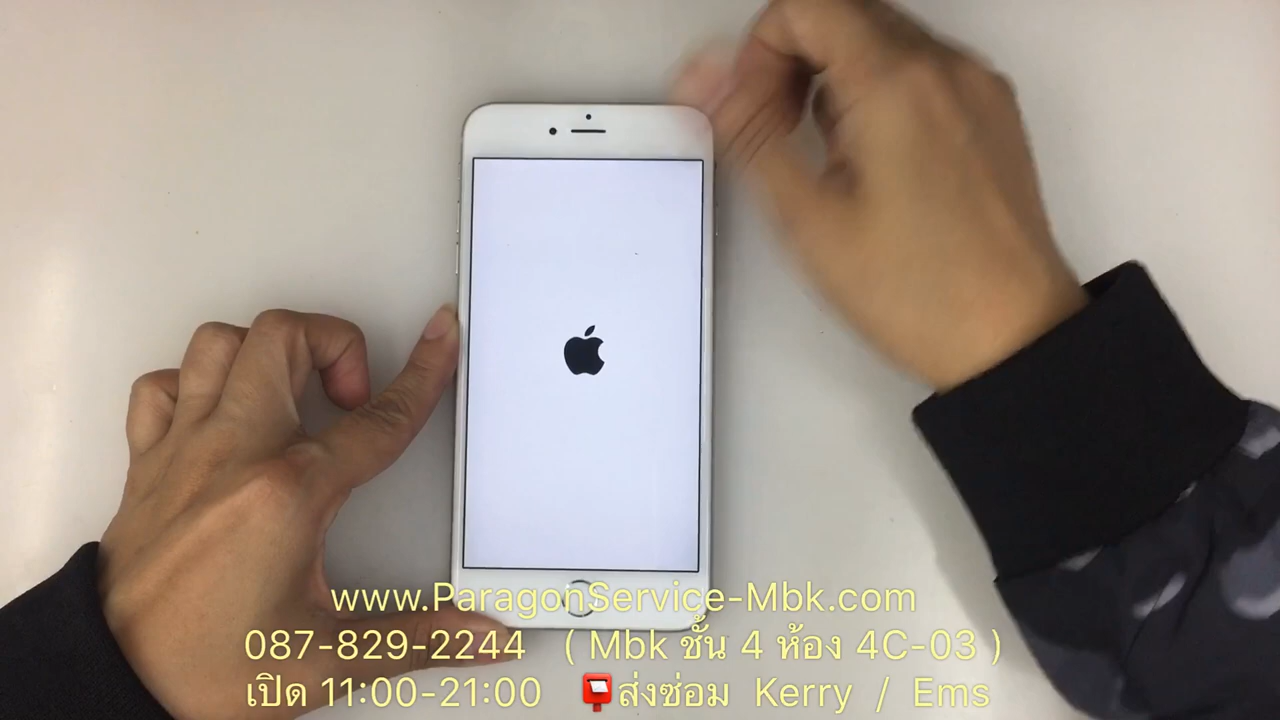 www.ParagonService-Mbk.com
087-829-2244 ( Mbk ชั้น 4 ห้อง 4C-03 )
เปิด 11:00-21:00 📮ส่งซ่อม Kerry / Ems